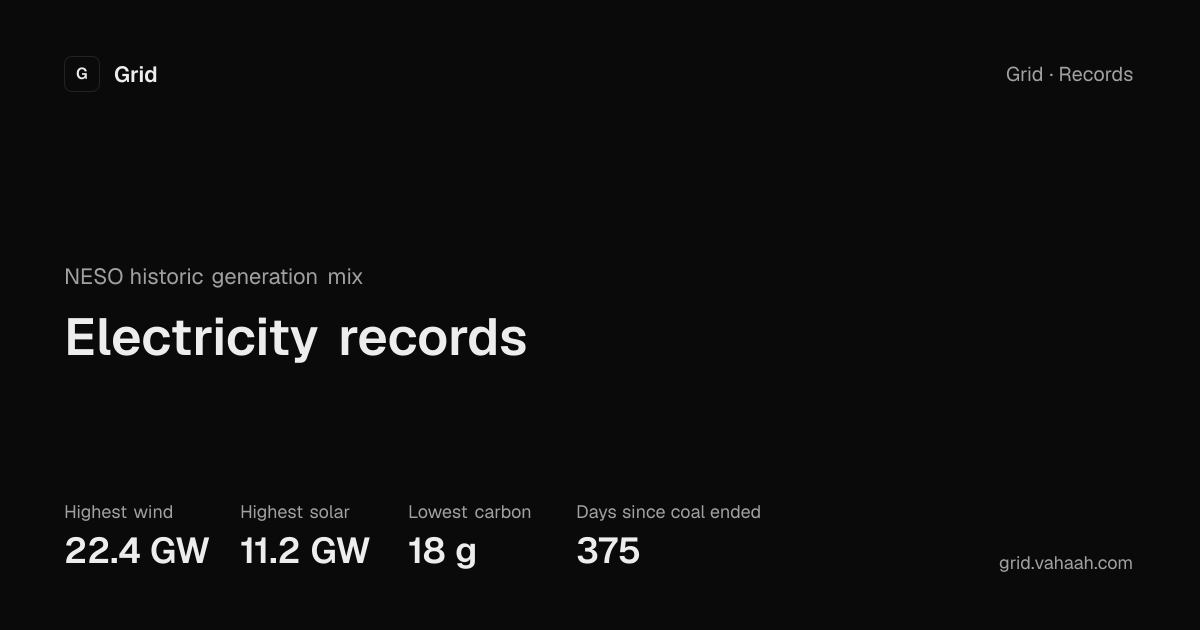 G
Grid
Grid · Records
NESO historic generation mix
Electricity records
Highest wind
22.4 GW
Highest solar
11.2 GW
Lowest carbon
18 g
Days since coal ended
375
grid.vahaah.com